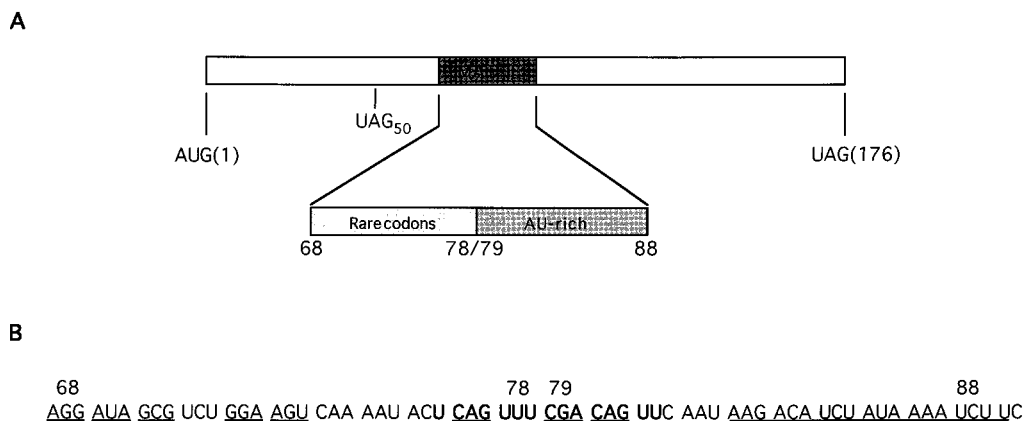 A
UAG50
AUG(1)
UAG(176)
Rare codons AU-rich
68 78/79 88
B
68 78 79 88
AGG AUA GCG UCU GGA AGU CAA AAU ACU CAG UUU CGA CAG UUC AAU AAG ACA UCU AUA AAA UCU UC